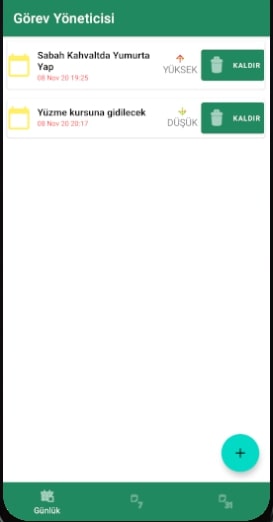 Görev Yöneticisi
Sabah Kahvaltda Yumurta
Yap
08 Nov 20 19:25
YÜKSEK
KALDIR
Yüzme kursuna gidilecek
08 Nov 20 20:17
DÜŞÜK
KALDIR
+
Günlük
7
31